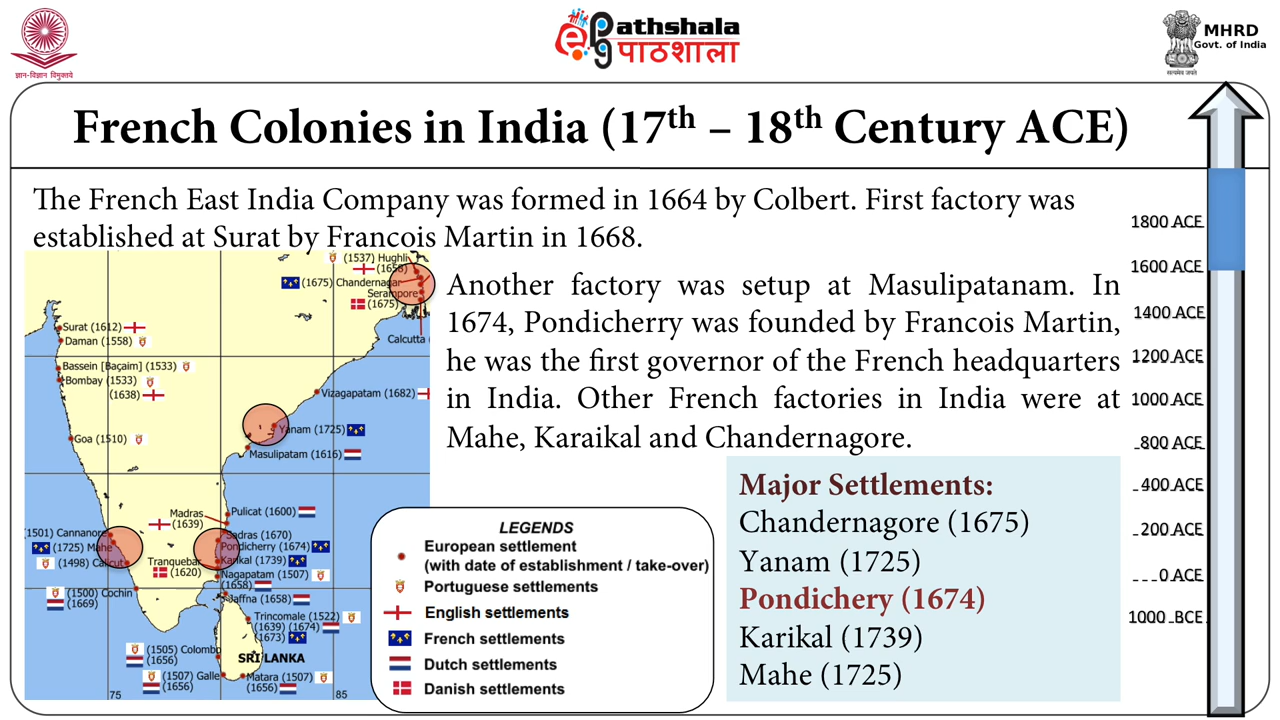 ज्ञान-विज्ञान विमुक्तये
ePathshala
पाठशाला
MHRD
Govt. of India
सत्यमेव जयते
French Colonies in India (17th – 18th Century ACE)
The French East India Company was formed in 1664 by Colbert. First factory was
established at Surat by Francois Martin in 1668.
Another factory was setup at Masulipatanam. In
1674, Pondicherry was founded by Francois Martin,
he was the first governor of the French headquarters
in India. Other French factories in India were at
Mahe, Karaikal and Chandernagore.
Major Settlements:
Chandernagore (1675)
Yanam (1725)
Pondichery (1674)
Karikal (1739)
Mahe (1725)
(1537) Hughli
(1658)
(1675) Chandernagar
Serampore
(1675)
Calcutta
Surat (1612)
Daman (1558)
Bassein [Baçaim] (1533)
Bombay (1533)
(1638)
Vizagapatam (1682)
Goa (1510)
Yanam (1725)
Masulipatam (1616)
Madras
(1639)
Pulicat (1600)
Sadras (1670)
(1501) Cannanore
(1725) Mahe
(1498) Calicut
Pondicherry (1674)
Karikal (1739)
Tranquebar
(1620)
Nagapatam (1507)
(1658)
(1500) Cochin
(1669)
Jaffna (1658)
Trincomale (1522)
(1639) (1674)
(1673)
(1505) Colombo
(1656)
SRI LANKA
(1507) Galle
(1656)
Matara (1507)
(1656)
75
85
LEGENDS
European settlement
(with date of establishment / take-over)
Portuguese settlements
English settlements
French settlements
Dutch settlements
Danish settlements
1800 ACE
1600 ACE
1400 ACE
1200 ACE
1000 ACE
800 ACE
400 ACE
200 ACE
0 ACE
1000 BCE